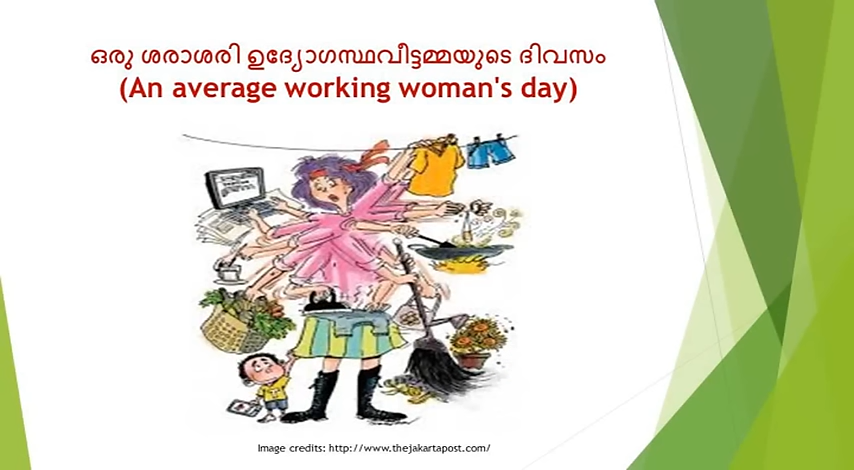 ഒരു ശരാശരി ഉദ്യോഗസ്ഥവീട്ടമ്മയുടെ ദിവസം
(An average working woman's day)
Image credits: http://www.thejakartapost.com/